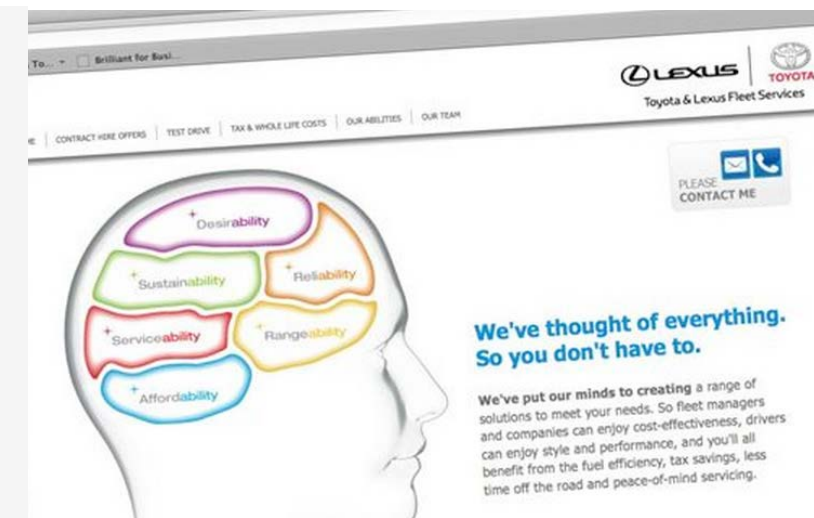 To... Brilliant for Busi...
LEXUS
TOYOTA
Toyota & Lexus Fleet Services
CONTRACT HIRE OFFERS TEST DRIVE TAX & WHOLE LIFE COSTS OUR ABILITIES OUR TEAM
PLEASE
CONTACT ME
Desirability
Sustainability
Reliability
Serviceability
Rangeability
Affordability
We've thought of everything.
So you don't have to.
We've put our minds to creating a range of
solutions to meet your needs. So fleet managers
and companies can enjoy cost-effectiveness, drivers
can enjoy style and performance, and you'll all
benefit from the fuel efficiency, tax savings, less
time off the road and peace-of-mind servicing.